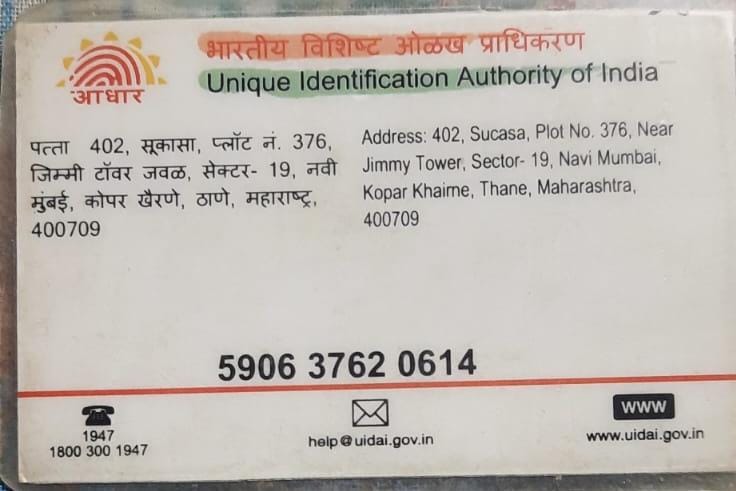 आधार
भारतीय विशिष्ट ओळख प्राधिकरण
Unique Identification Authority of India
पत्ता 402, सूकासा, प्लॉट नं. 376,
जिम्मी टॉवर जवळ, सेक्टर- 19, नवी
मुंबई, कोपर खैरणे, ठाणे, महाराष्ट्र,
400709
Address: 402, Sucasa, Plot No. 376, Near
Jimmy Tower, Sector- 19, Navi Mumbai,
Kopar Khairne, Thane, Maharashtra,
400709
5906 3762 0614
1947
1800 300 1947
help@uidai.gov.in
www
www.uidai.gov.in